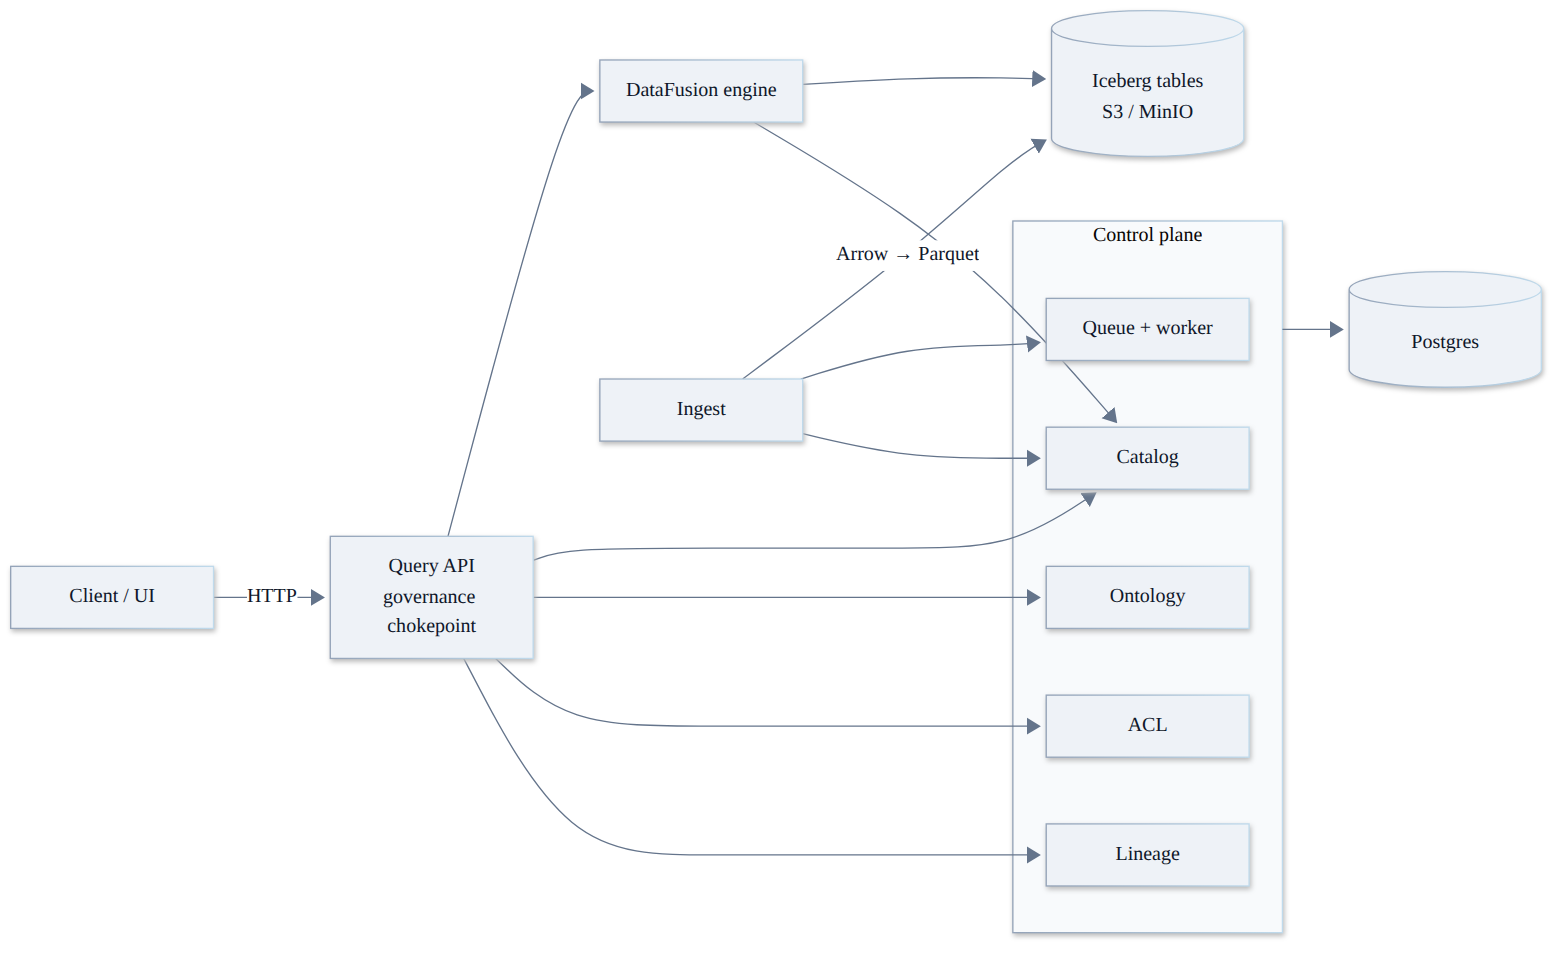 DataFusion engine
Iceberg tables
S3 / MinIO
Arrow → Parquet
Control plane
Queue + worker
Postgres
Ingest
Catalog
Client / UI
HTTP
Query API
governance
chokepoint
Ontology
ACL
Lineage